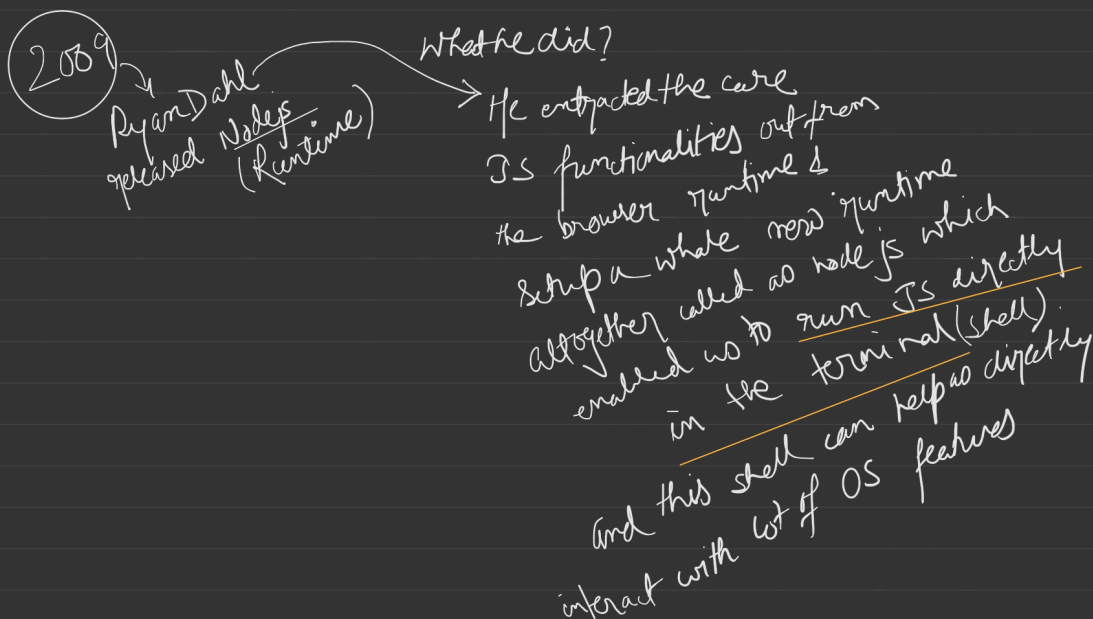 2009
Ryan Dahl
released Nodejs
(Runtime)
What he did?
He extracted the core
JS functionalities out from
the browser runtime &
Setup a whole new runtime
altogether called as node js which
enabled us to run JS directly
in the terminal (shell).
and this shell can help us directly
interact with lot of OS features